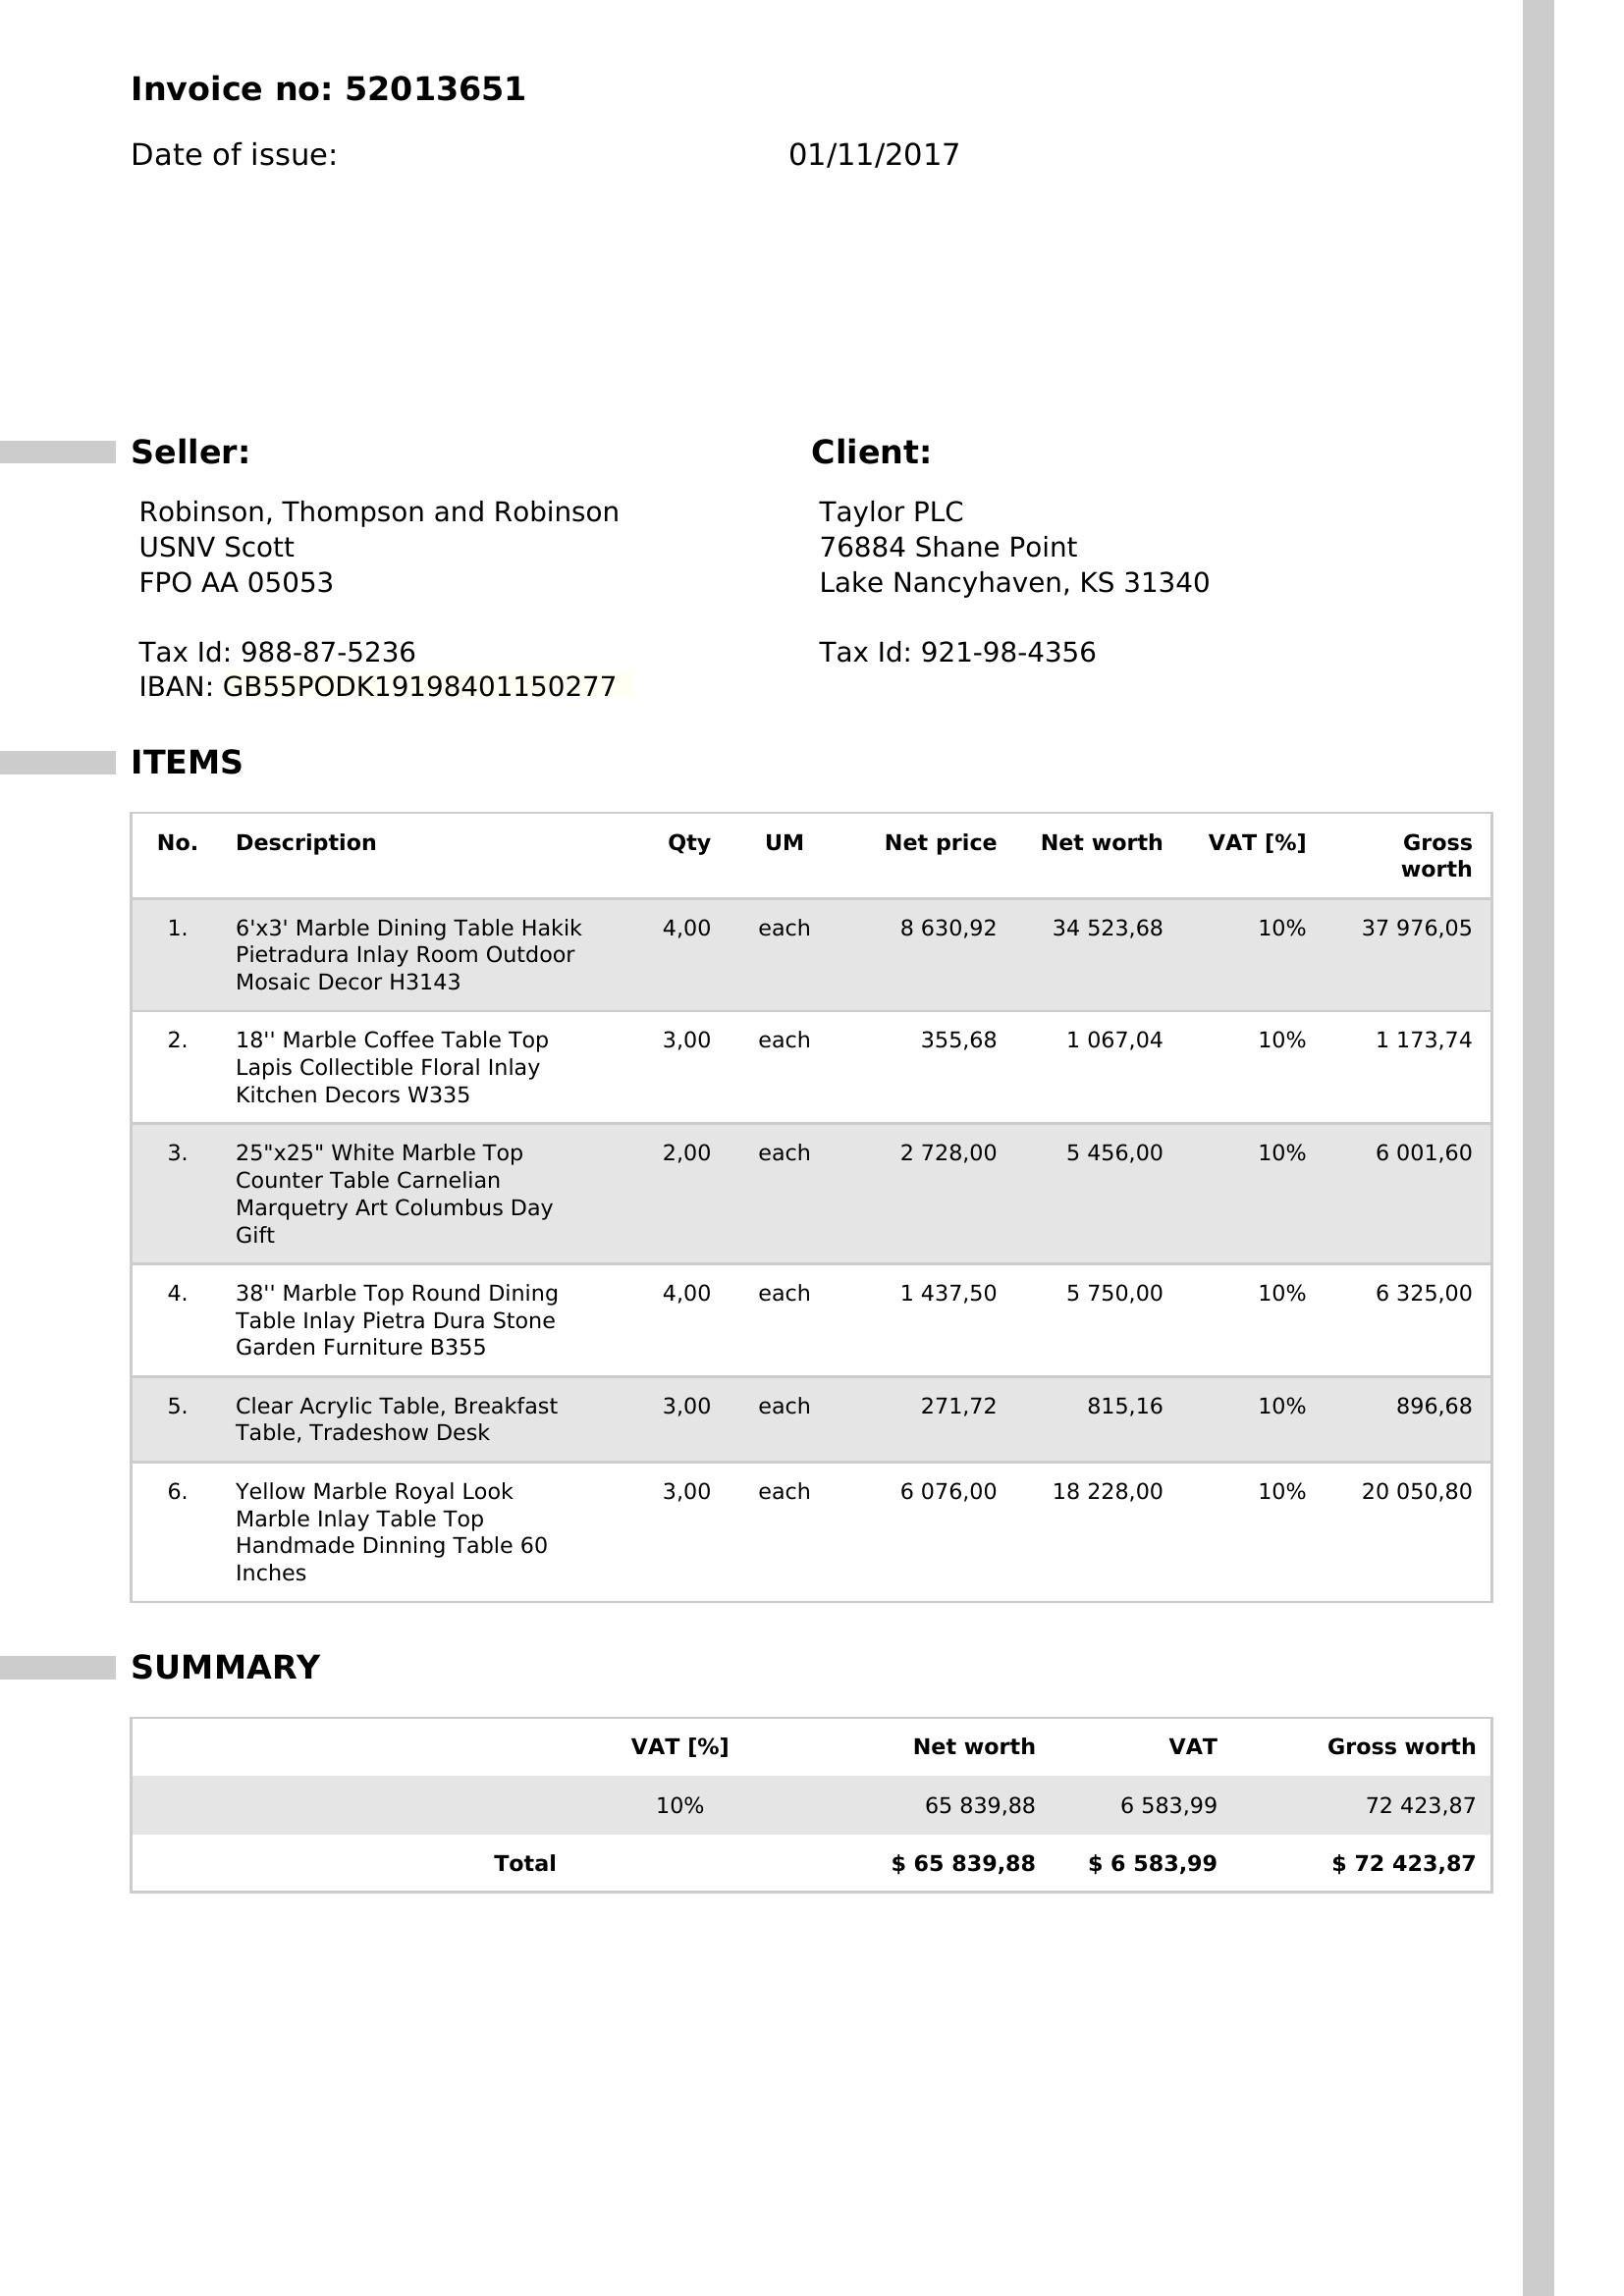 Invoice no: 52013651
Date of issue: 01/11/2017
Seller:
Robinson, Thompson and Robinson
USNV Scott
FPO AA 05053
Tax Id: 988-87-5236
IBAN: GB55PODK19198401150277
Client:
Taylor PLC
76884 Shane Point
Lake Nancyhaven, KS 31340
Tax Id: 921-98-4356
ITEMS
No. Description Qty UM Net price Net worth VAT [%] Gross
worth
1. 6'x3' Marble Dining Table Hakik 4,00 each 8 630,92 34 523,68 10% 37 976,05
Pietradura Inlay Room Outdoor
Mosaic Decor H3143
2. 18'' Marble Coffee Table Top 3,00 each 355,68 1 067,04 10% 1 173,74
Lapis Collectible Floral Inlay
Kitchen Decors W335
3. 25"x25" White Marble Top 2,00 each 2 728,00 5 456,00 10% 6 001,60
Counter Table Carnelian
Marquetry Art Columbus Day
Gift
4. 38'' Marble Top Round Dining 4,00 each 1 437,50 5 750,00 10% 6 325,00
Table Inlay Pietra Dura Stone
Garden Furniture B355
5. Clear Acrylic Table, Breakfast 3,00 each 271,72 815,16 10% 896,68
Table, Tradeshow Desk
6. Yellow Marble Royal Look 3,00 each 6 076,00 18 228,00 10% 20 050,80
Marble Inlay Table Top
Handmade Dinning Table 60
Inches
SUMMARY
VAT [%] Net worth VAT Gross worth
10% 65 839,88 6 583,99 72 423,87
Total $ 65 839,88 $ 6 583,99 $ 72 423,87